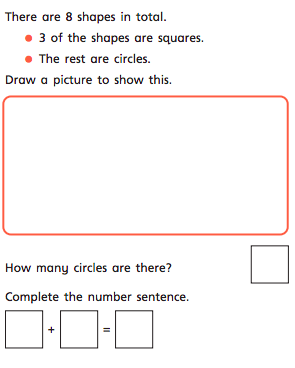 There are 8 shapes in total.
3 of the shapes are squares.
The rest are circles.
Draw a picture to show this.
How many circles are there?
Complete the number sentence.
+ =